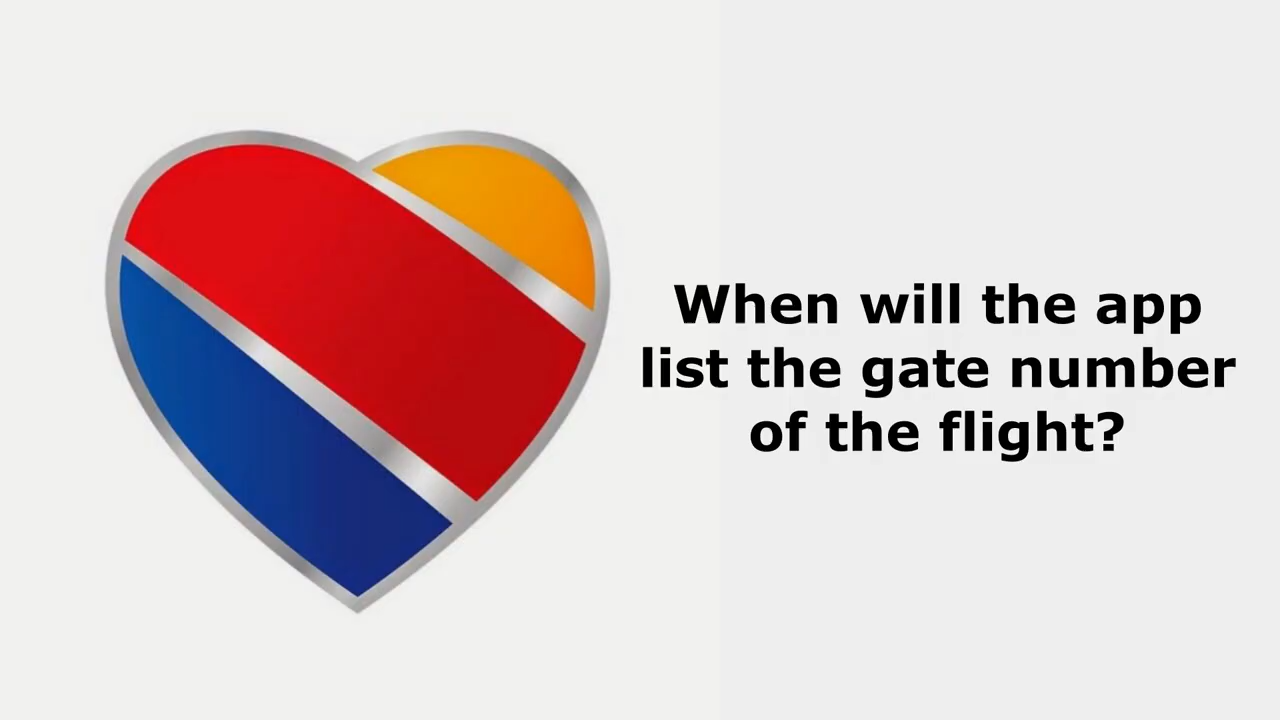 When will the app
list the gate number
of the flight?